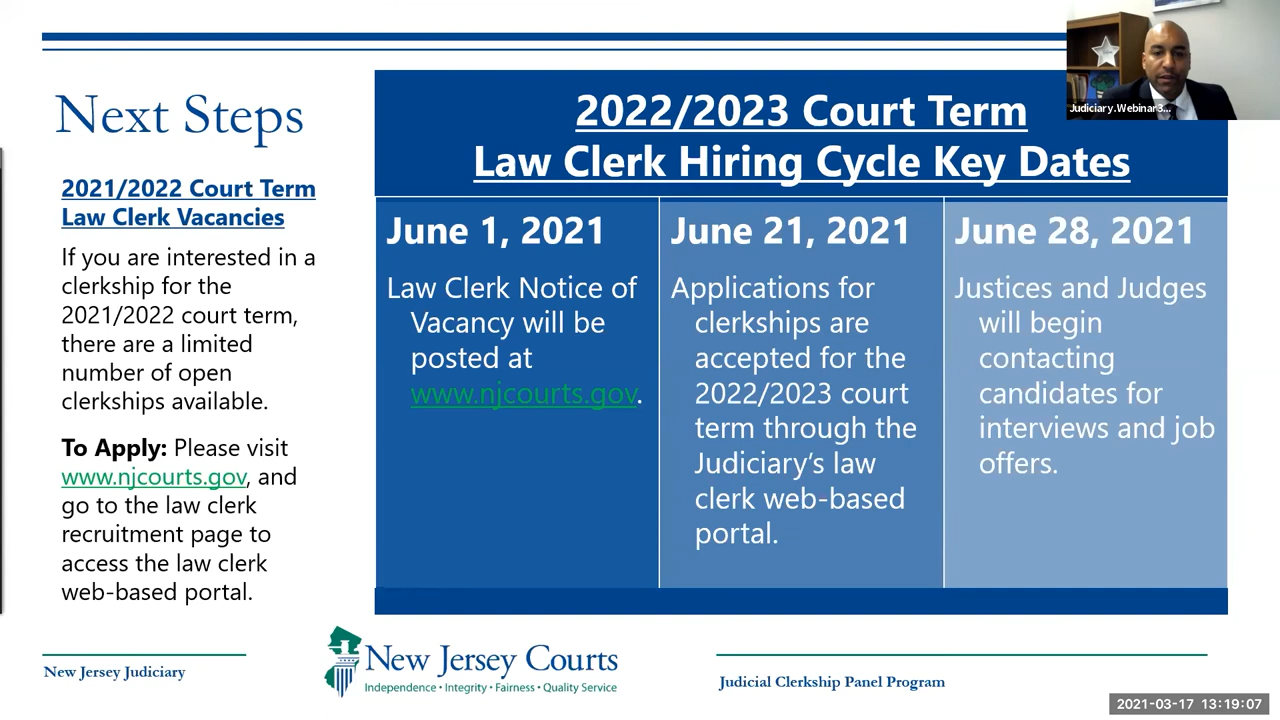 Next Steps
2021/2022 Court Term
Law Clerk Vacancies
If you are interested in a
clerkship for the
2021/2022 court term,
there are a limited
number of open
clerkships available.
To Apply: Please visit
www.njcourts.gov, and
go to the law clerk
recruitment page to
access the law clerk
web-based portal.
2022/2023 Court Term
Law Clerk Hiring Cycle Key Dates
June 1, 2021
Law Clerk Notice of
Vacancy will be
posted at
www.njcourts.gov.
June 21, 2021
Applications for
clerkships are
accepted for the
2022/2023 court
term through the
Judiciary’s law
clerk web-based
portal.
June 28, 2021
Justices and Judges
will begin
contacting
candidates for
interviews and job
offers.
Judiciary.Webinar3...
New Jersey Judiciary
New Jersey Courts
Independence • Integrity • Fairness • Quality Service
Judicial Clerkship Panel Program
2021-03-17 13:19:07